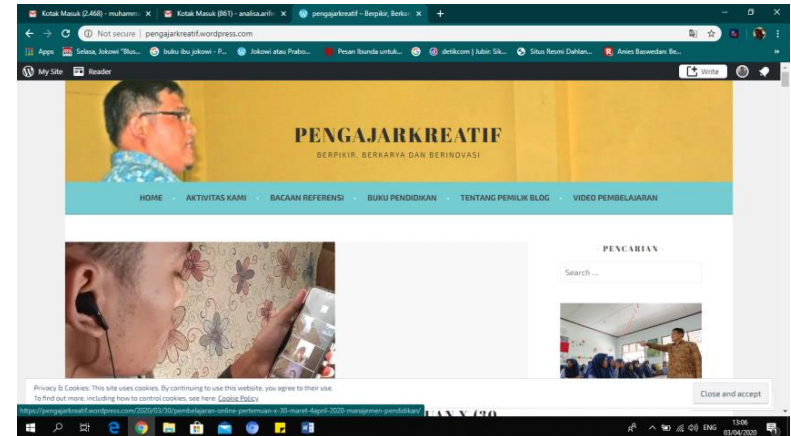 Kotak Masuk (2.468) - muhamm
Kotak Masuk (861) - analisa.arifi
pengajarkreatif – Berpikir, Berkar
Not secure | pengajarkreatif.wordpress.com
Apps
Selasa, Jokowi "Blus...
buku ibu jokowi - P...
Jokowi atau Prabo...
Pesan Ibunda untuk...
detikcom | Jubir: Sik...
Situs Resmi Dahlan...
Anies Baswedan: Be...
My Site
Reader
Write
PENGAJARKREATIF
BERPIKIR, BERKARYA DAN BERINOVASI
HOME
AKTIVITAS KAMI
BACAAN REFERENSI
BUKU PENDIDIKAN
TENTANG PEMILIK BLOG
VIDEO PEMBELAJARAN
PENCARIAN
Search ...
Privacy & Cookies: This site uses cookies. By continuing to use this website, you agree to their use.
To find out more, including how to control cookies, see here: Cookie Policy
Close and accept
https://pengajarkreatif.wordpress.com/2020/03/30/pembelajaran-online-pertemuan-x-30-maret-4april-2020-manajemen-pendidikan/
ENG
13:06
03/04/2020